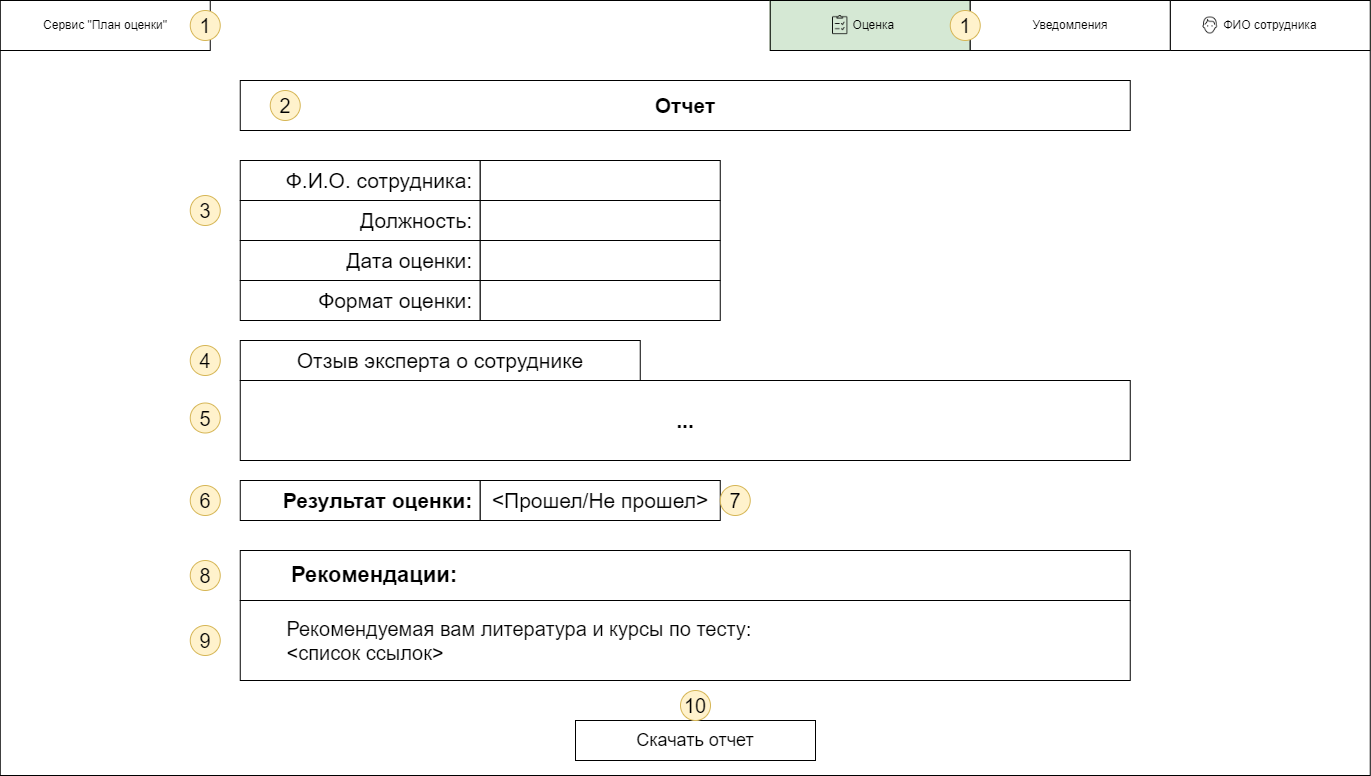 Сервис "План оценки"
1
Оценка
1
Уведомления
ФИО сотрудника
2
Отчет
3
Ф.И.О. сотрудника:
Должность:
Дата оценки:
Формат оценки:
4
Отзыв эксперта о сотруднике
5
...
6
Результат оценки:
<Прошел/Не прошел>
7
8
Рекомендации:
9
Рекомендуемая вам литература и курсы по тесту:
<список ссылок>
10
Скачать отчет